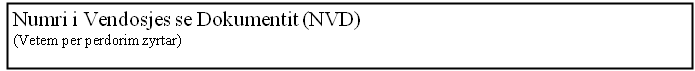 Numri i Vendosjes se Dokumentit (NVD)
(Vetem per perdorim zyrtar)